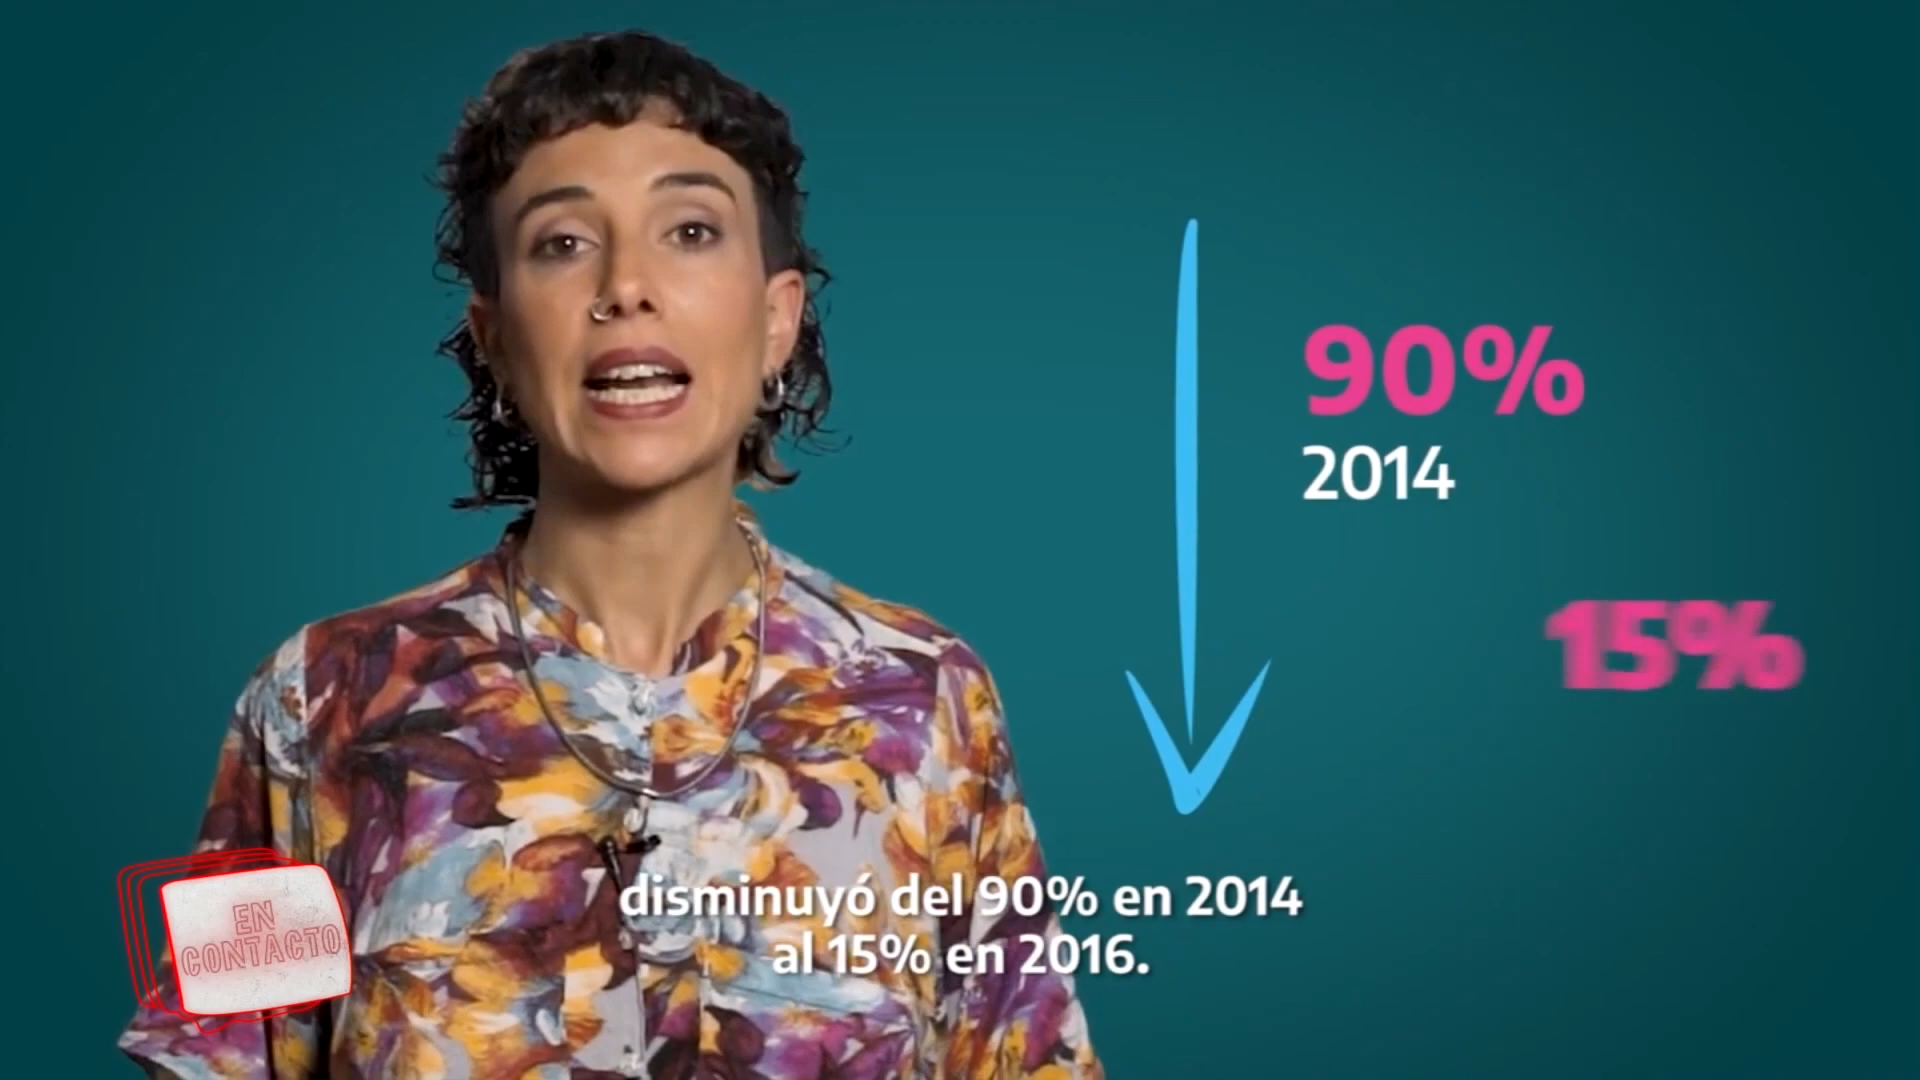 90%
2014
15%
disminuyó del 90% en 2014
al 15% en 2016.
EN
CONTACTO